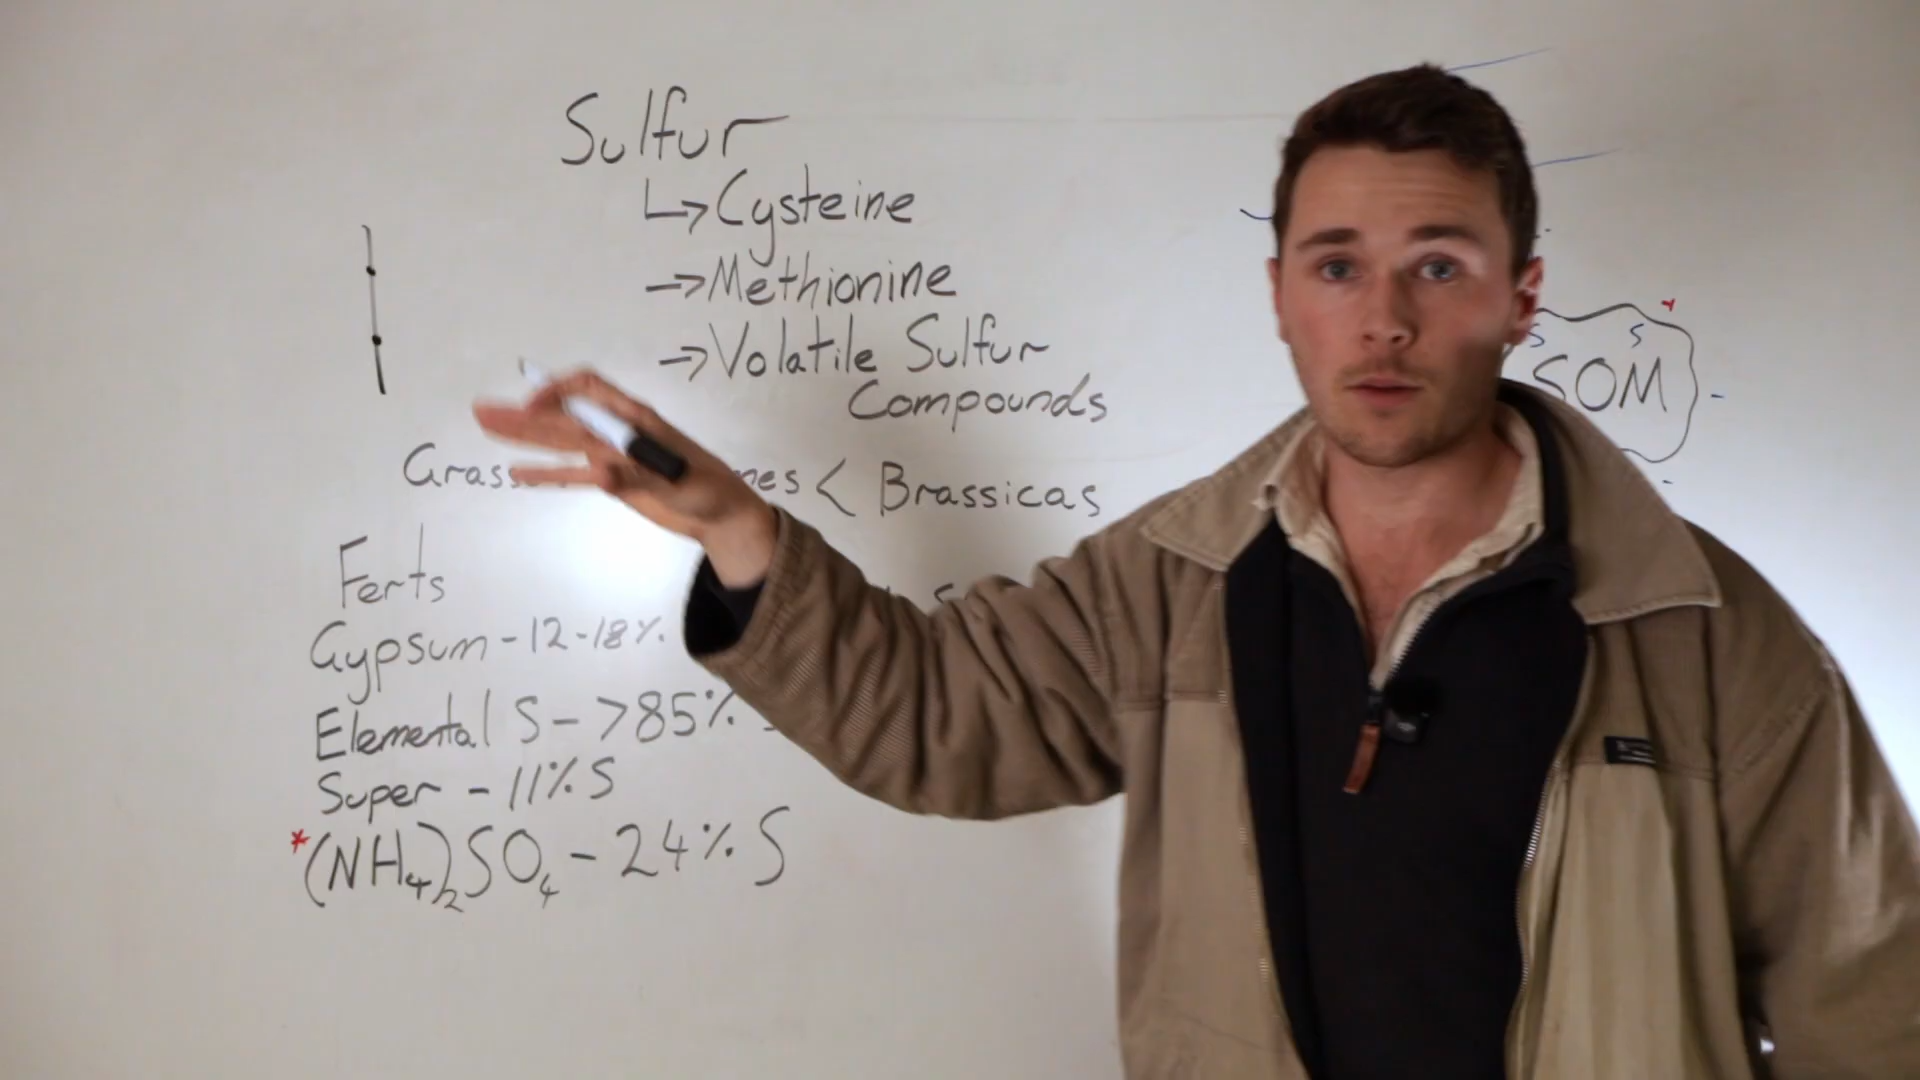 Sulfur
↳ Cysteine
→ Methionine
→ Volatile Sulfur
Compounds
< Brassicas
Ferts
Gypsum - 12-18%
Elemental S - >85%
Super - 11% S
*(NH₄)₂SO₄ - 24% S
S S
SOM